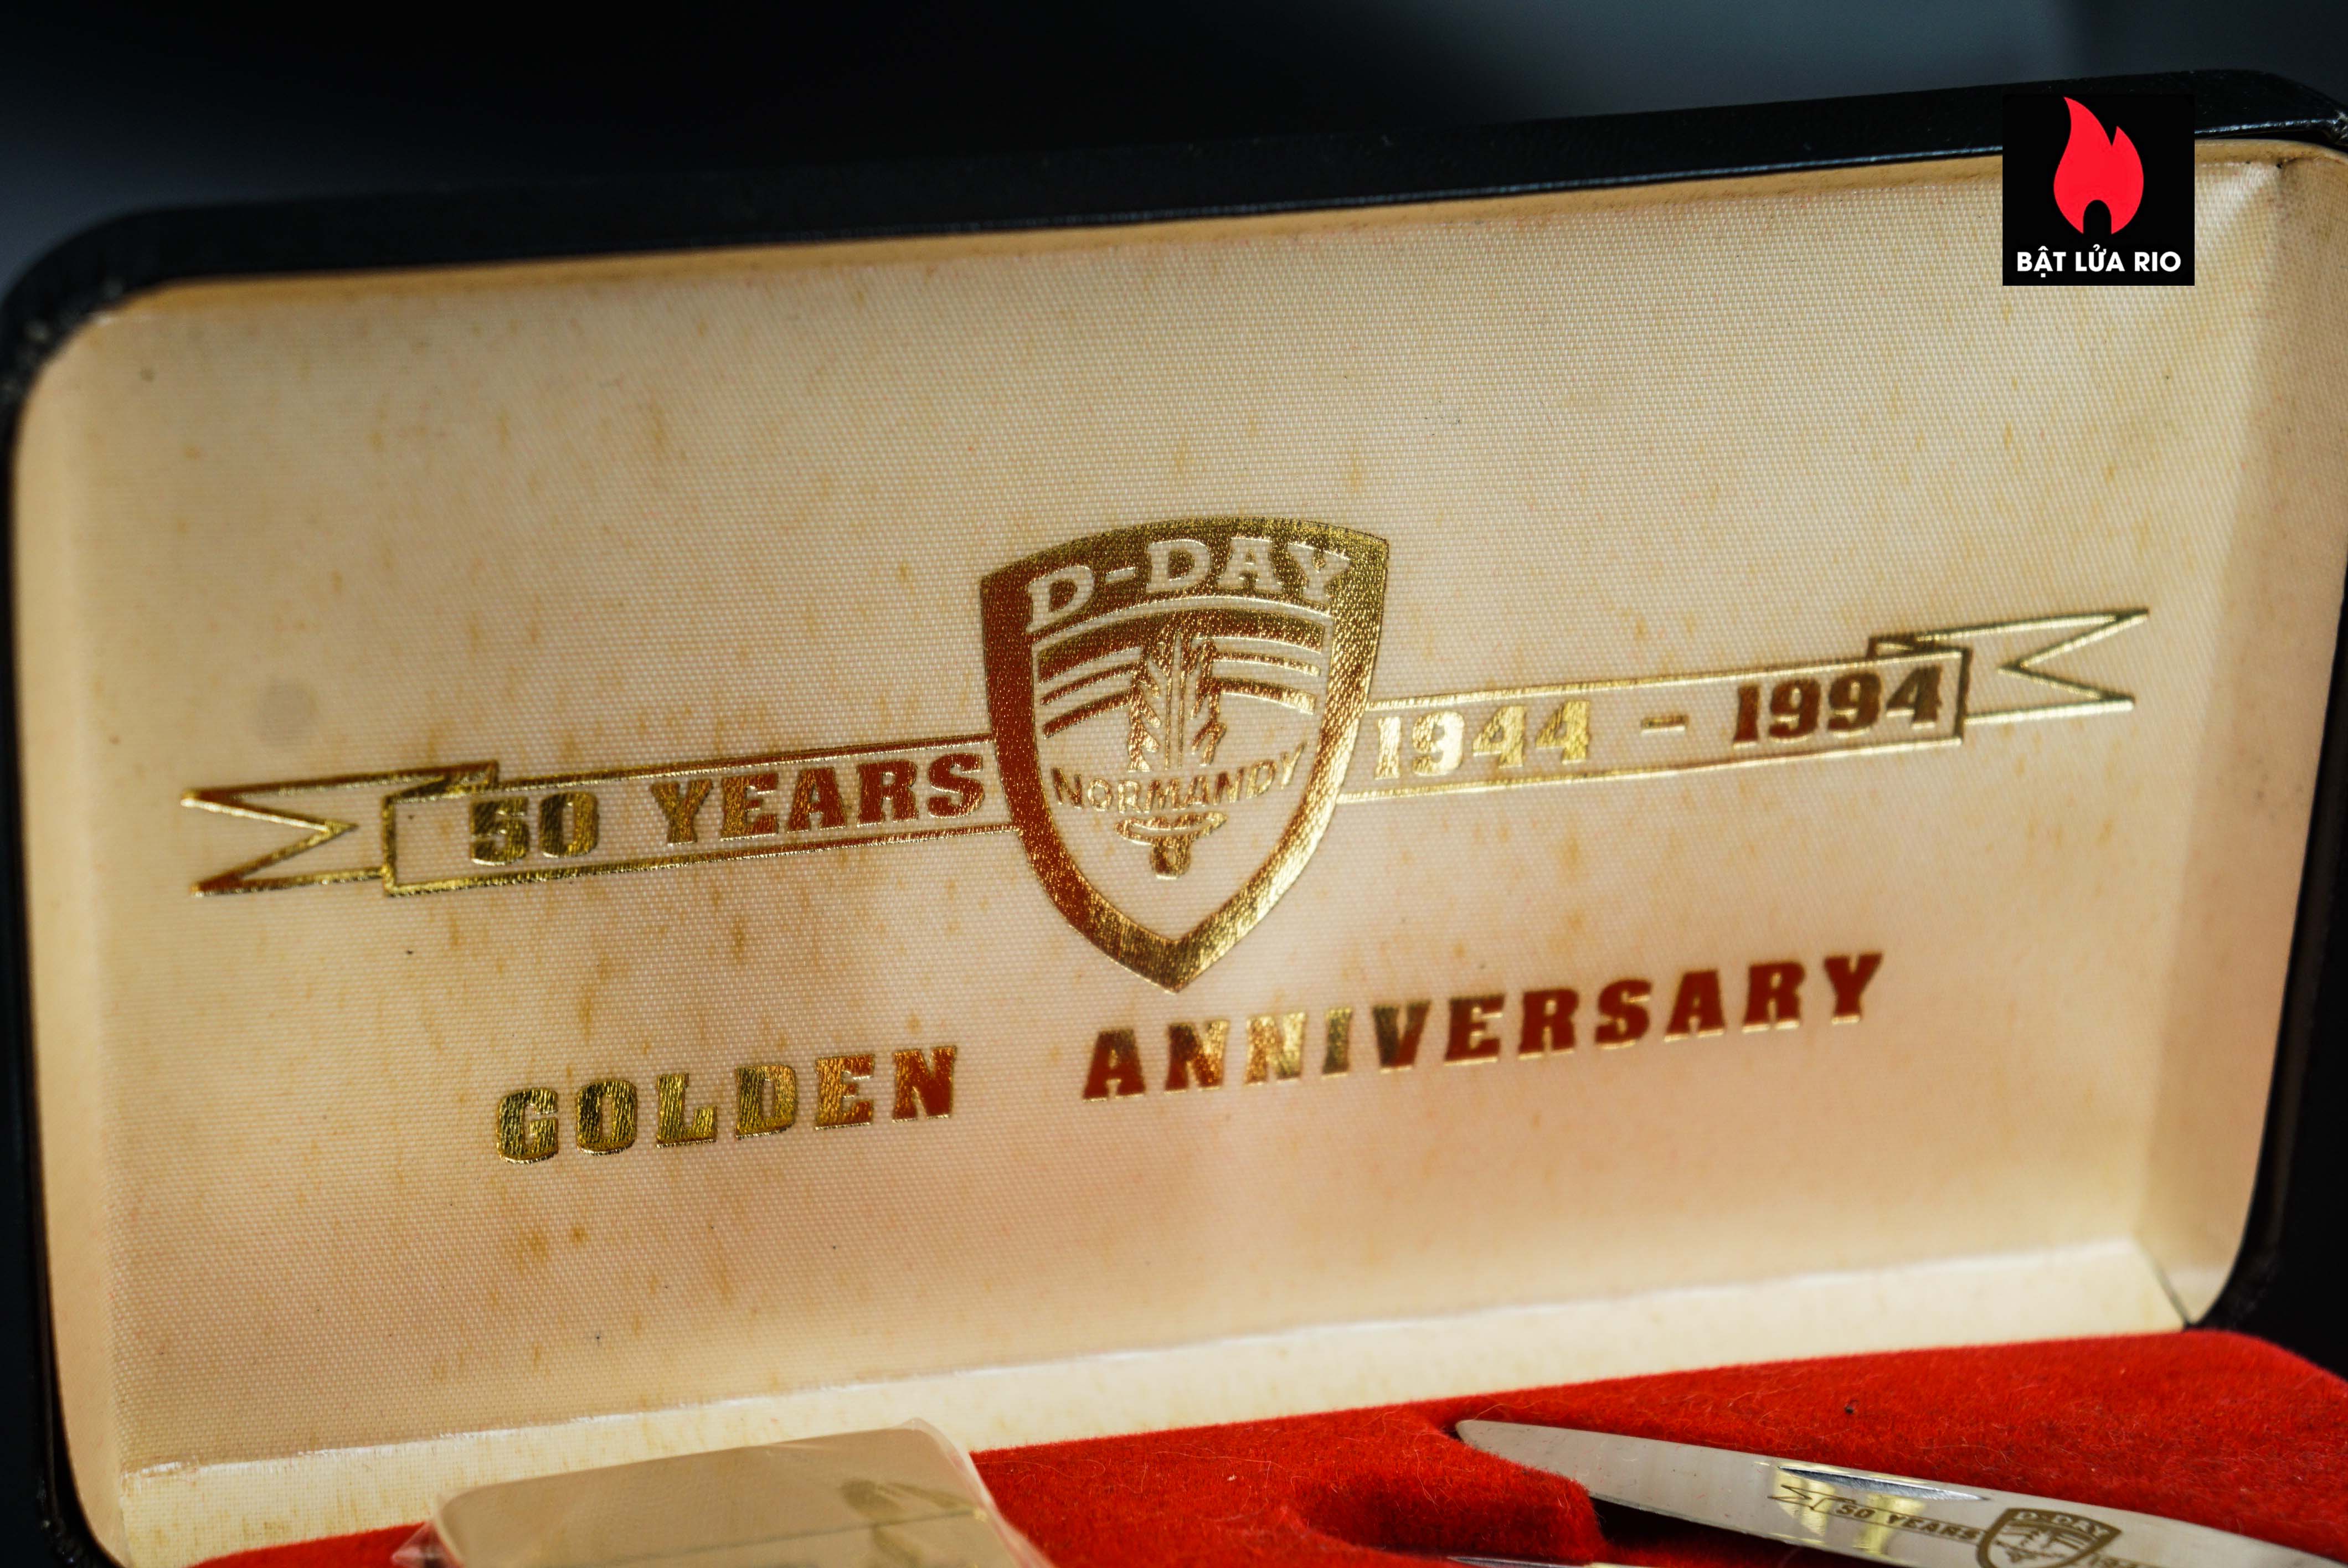 BẬT LỬA RIO
D-DAY
50 YEARS
1944 - 1994
NORMANDY
GOLDEN ANNIVERSARY
50 YEARS
D-DAY